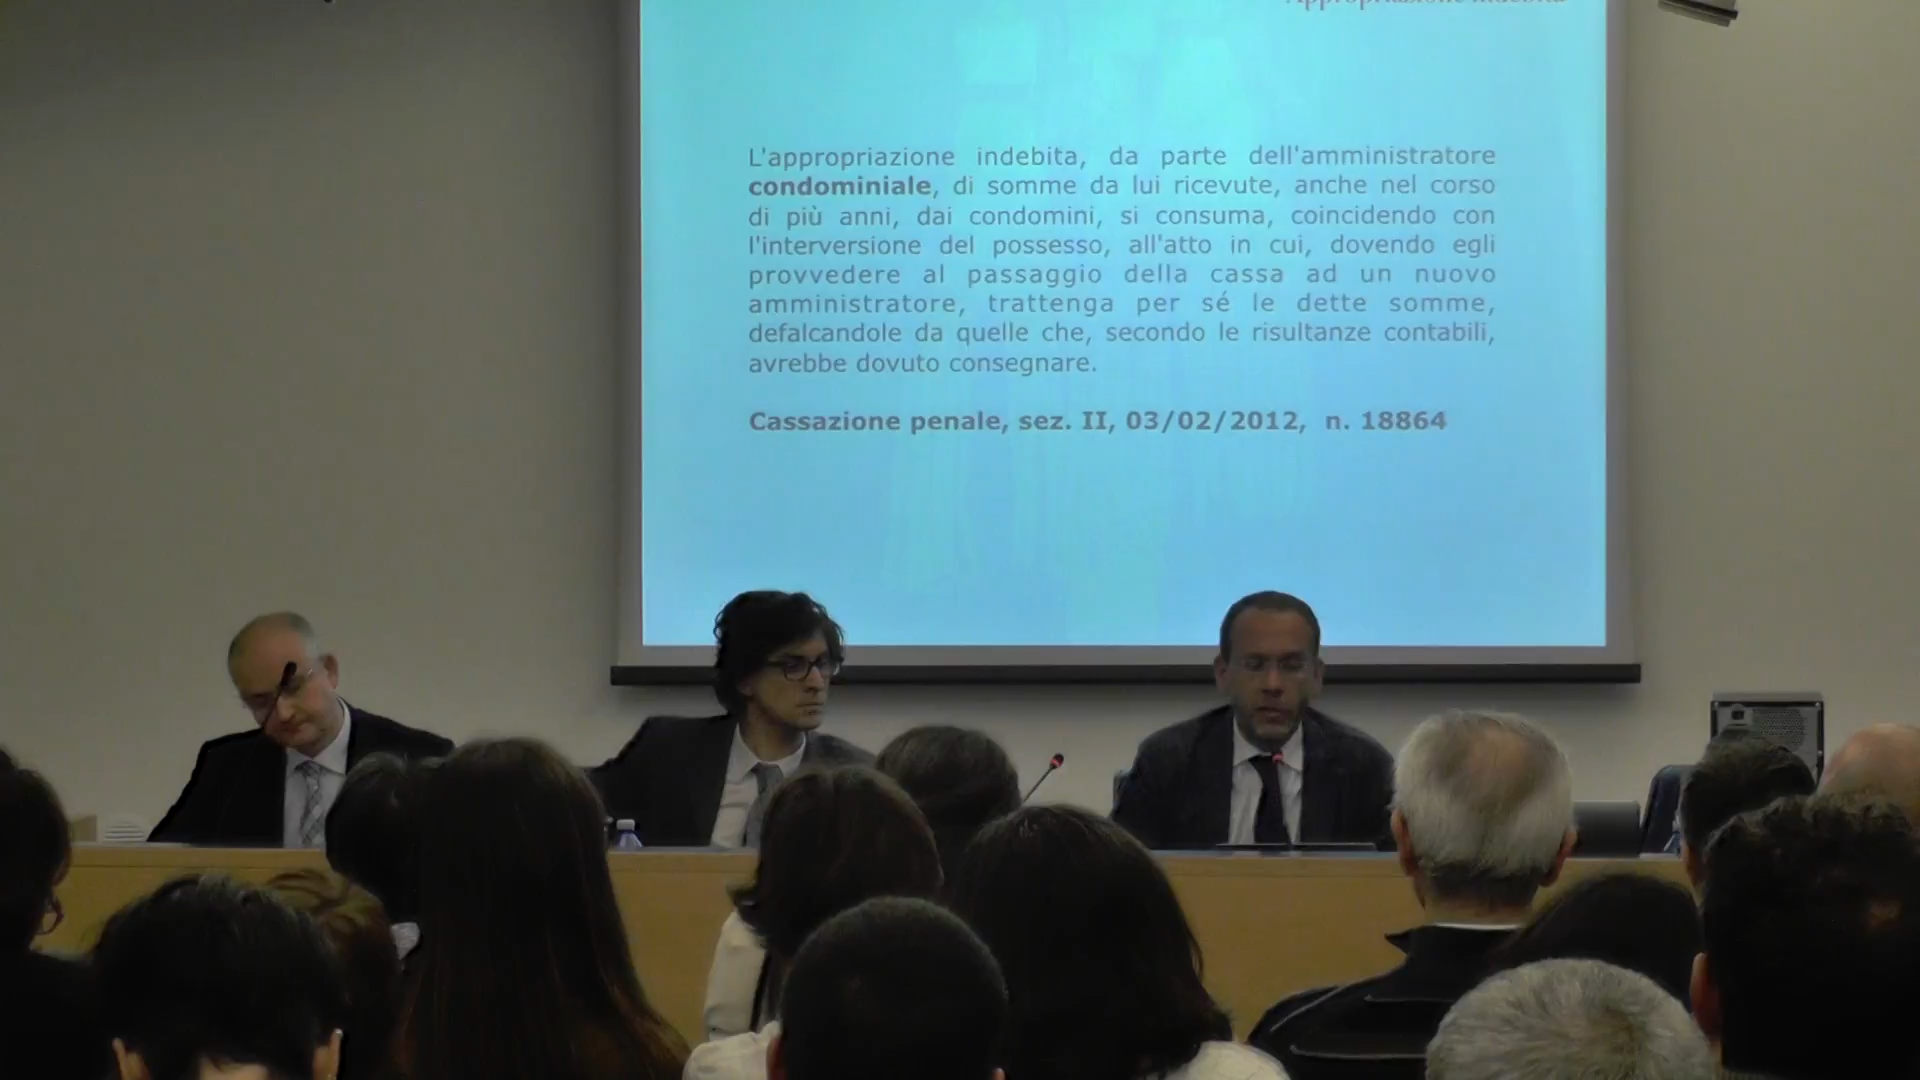 Appropriazione indebita
L'appropriazione indebita, da parte dell'amministratore
condominiale, di somme da lui ricevute, anche nel corso
di più anni, dai condomini, si consuma, coincidendo con
l'interversione del possesso, all'atto in cui, dovendo egli
provvedere al passaggio della cassa ad un nuovo
amministratore, trattenga per sé le dette somme,
defalcandole da quelle che, secondo le risultanze contabili,
avrebbe dovuto consegnare.
Cassazione penale, sez. II, 03/02/2012, n. 18864